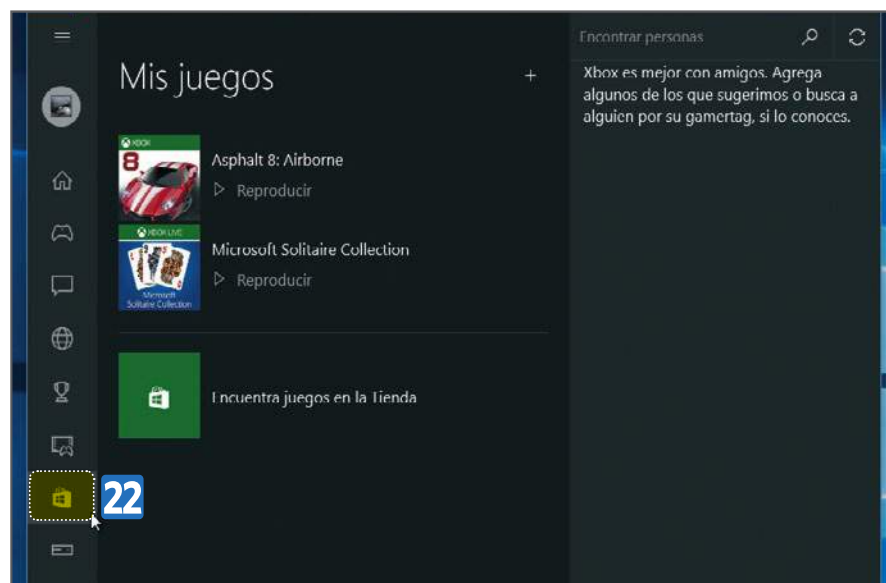 Encontrar personas
Mis juegos
+
Xbox es mejor con amigos. Agrega
algunos de los que sugerimos o busca a
alguien por su gamertag, si lo conoces.
XBOX
8
Asphalt 8: Airborne
Reproducir
XBOX LIVE
Microsoft
Solitaire Collection
Microsoft Solitaire Collection
Reproducir
Encuentra juegos en la Tienda
22